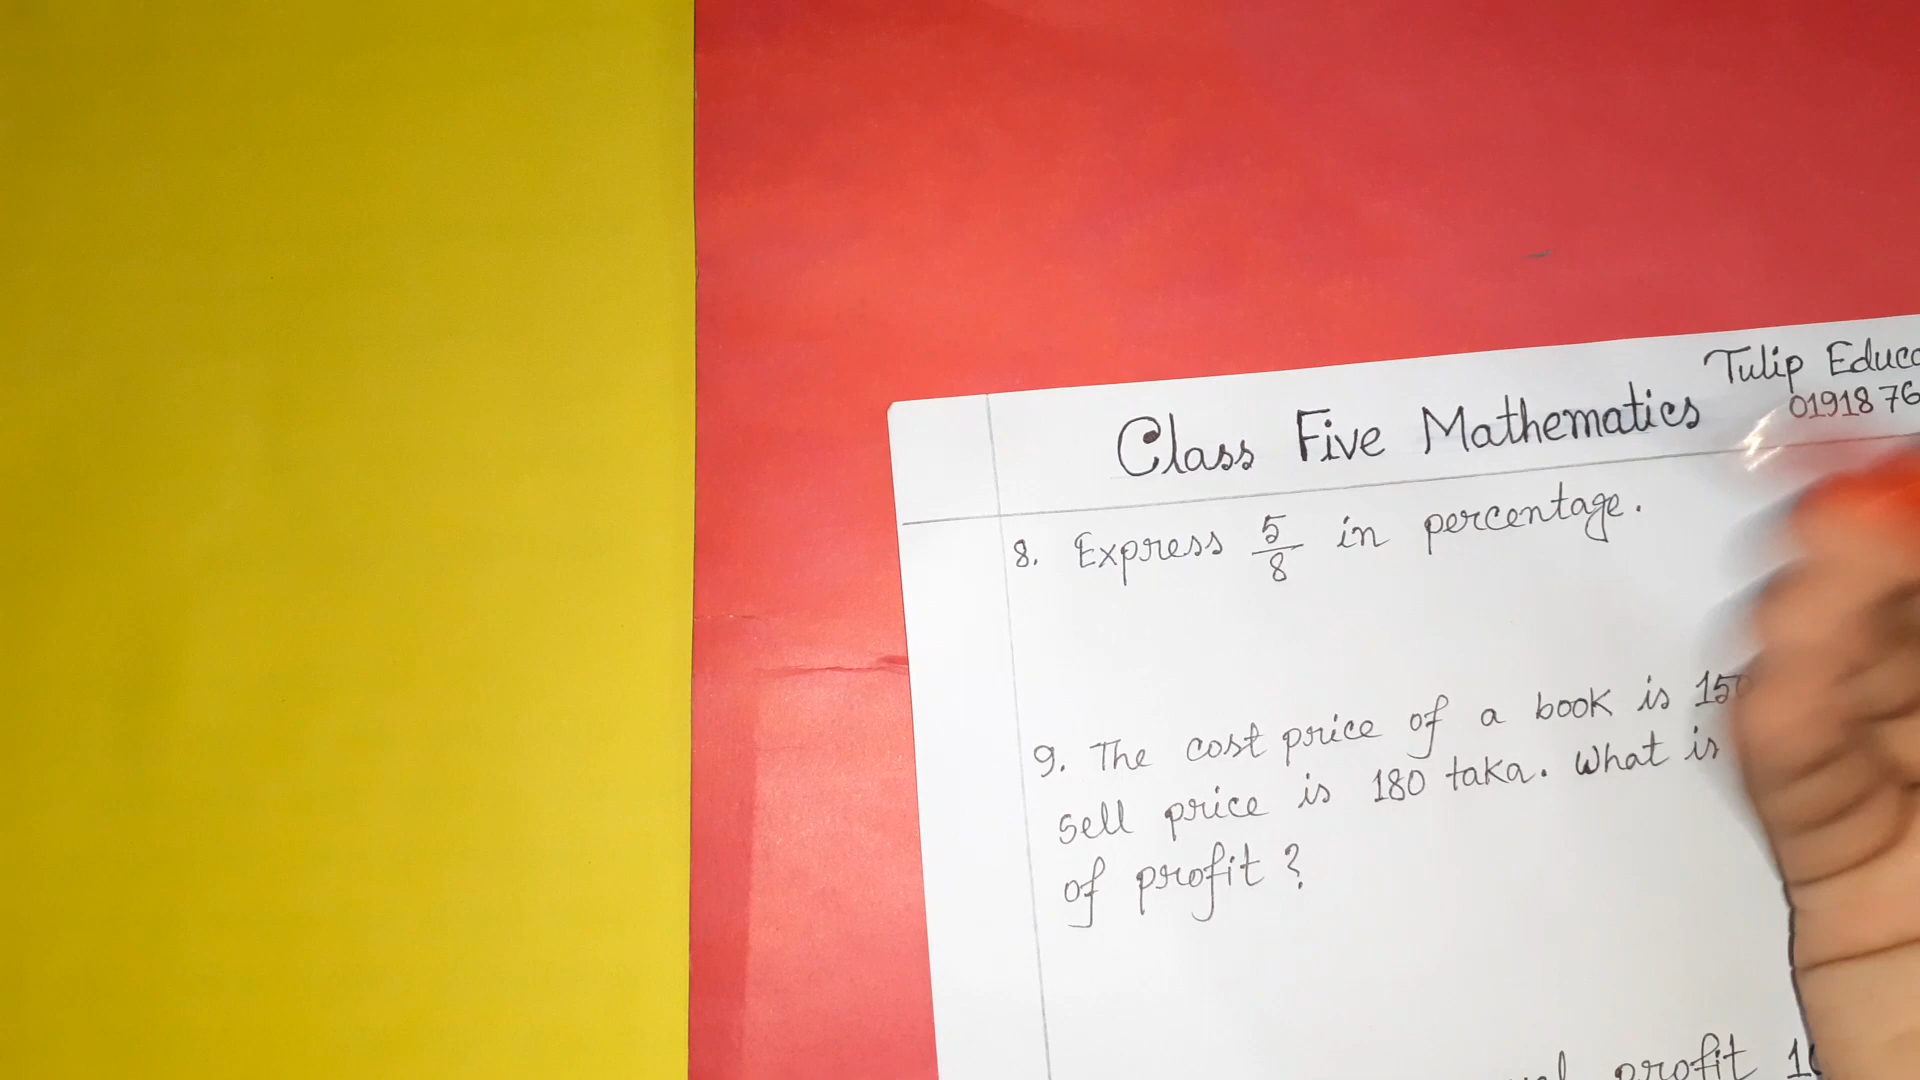 Tulip
01918 76
Class Five Mathematics
8. Express 5/8 in percentage.
9. The cost price of a book is
sell price is 180 taka. What is
of profit ?
profit